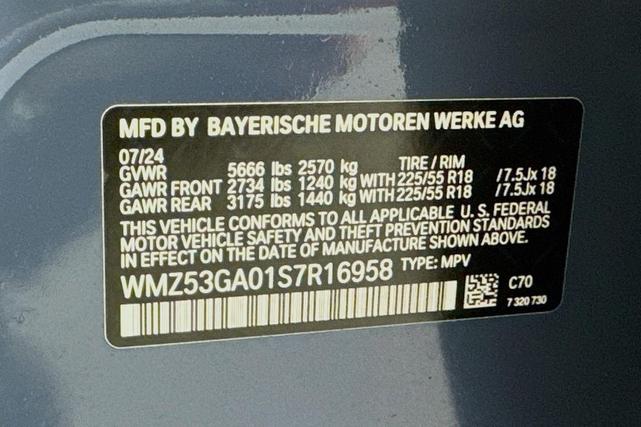 MFD BY BAYERISCHE MOTOREN WERKE AG
07/24
GVWR 5666 lbs 2570 kg TIRE / RIM
GAWR FRONT 2734 lbs 1240 kg WITH 225/55 R18 /7.5Jx 18
GAWR REAR 3175 lbs 1440 kg WITH 225/55 R18 /7.5Jx 18
THIS VEHICLE CONFORMS TO ALL APPLICABLE U. S. FEDERAL
MOTOR VEHICLE SAFETY AND THEFT PREVENTION STANDARDS
IN EFFECT ON THE DATE OF MANUFACTURE SHOWN ABOVE.
WMZ53GA01S7R16958 TYPE: MPV
C70
7 320 730